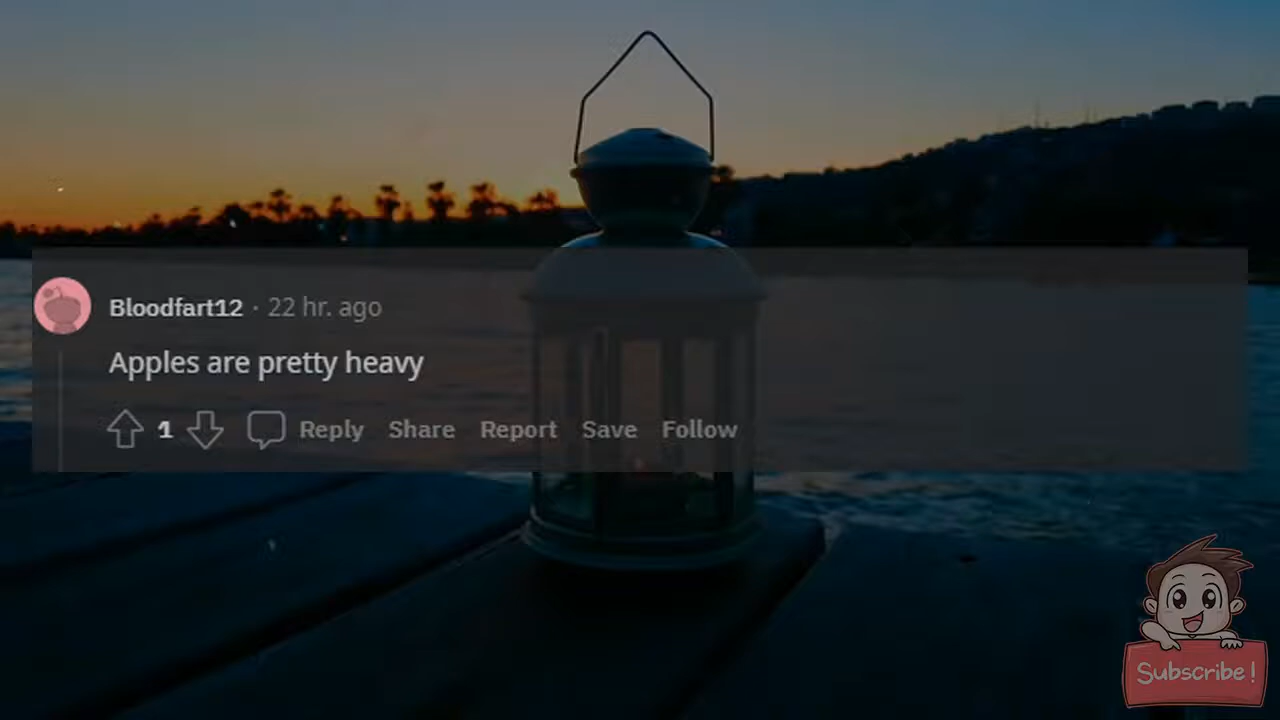 Bloodfart12 · 22 hr. ago
Apples are pretty heavy
1 Reply Share Report Save Follow
Subscribe!